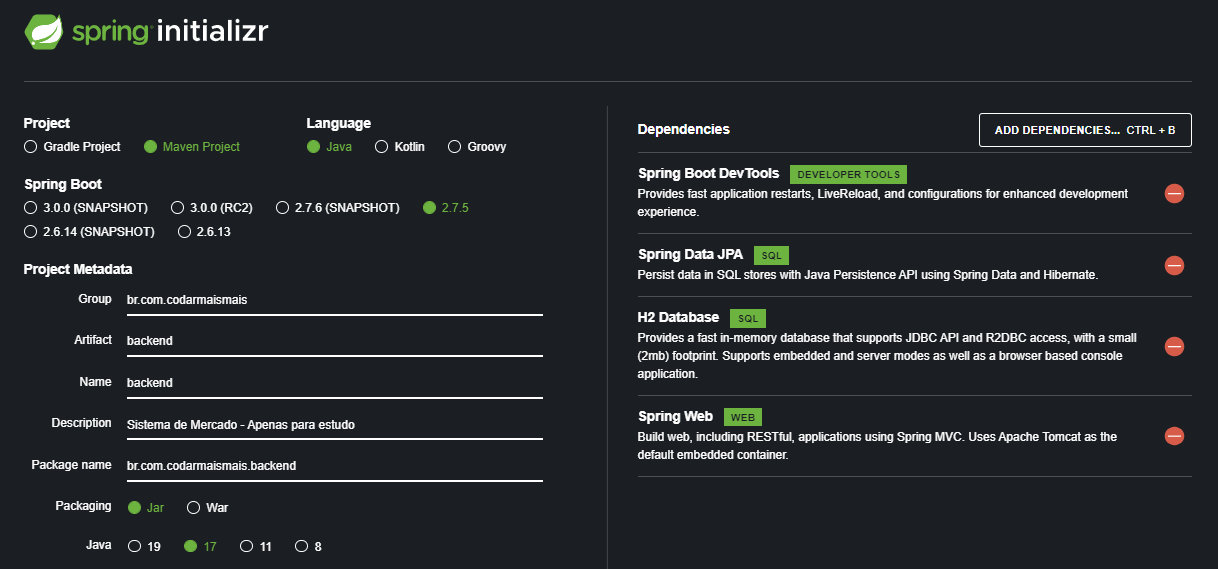 spring initializr
Project
Gradle Project Maven Project
Language
Java Kotlin Groovy
Spring Boot
3.0.0 (SNAPSHOT) 3.0.0 (RC2) 2.7.6 (SNAPSHOT) 2.7.5
2.6.14 (SNAPSHOT) 2.6.13
Project Metadata
Group br.com.codarmaismais
Artifact backend
Name backend
Description Sistema de Mercado - Apenas para estudo
Package name br.com.codarmaismais.backend
Packaging Jar War
Java 19 17 11 8
Dependencies
ADD DEPENDENCIES... CTRL + B
Spring Boot DevTools DEVELOPER TOOLS
Provides fast application restarts, LiveReload, and configurations for enhanced development
experience.
Spring Data JPA SQL
Persist data in SQL stores with Java Persistence API using Spring Data and Hibernate.
H2 Database SQL
Provides a fast in-memory database that supports JDBC API and R2DBC access, with a small
(2mb) footprint. Supports embedded and server modes as well as a browser based console
application.
Spring Web WEB
Build web, including RESTful, applications using Spring MVC. Uses Apache Tomcat as the
default embedded container.